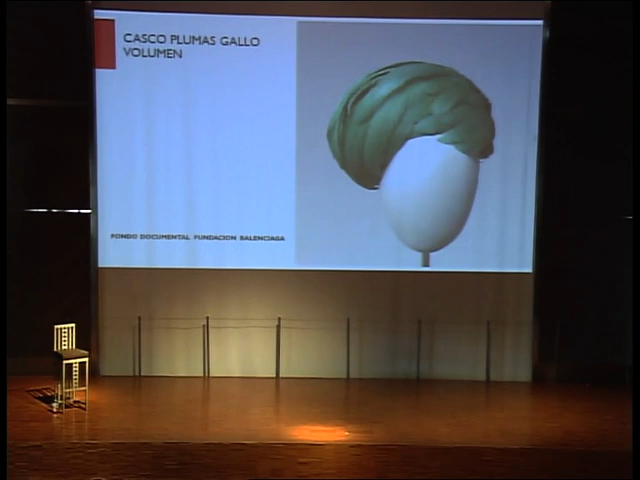 CASCO PLUMAS GALLO
VOLUMEN
FONDO DOCUMENTAL FUNDACION BALENCIAGA